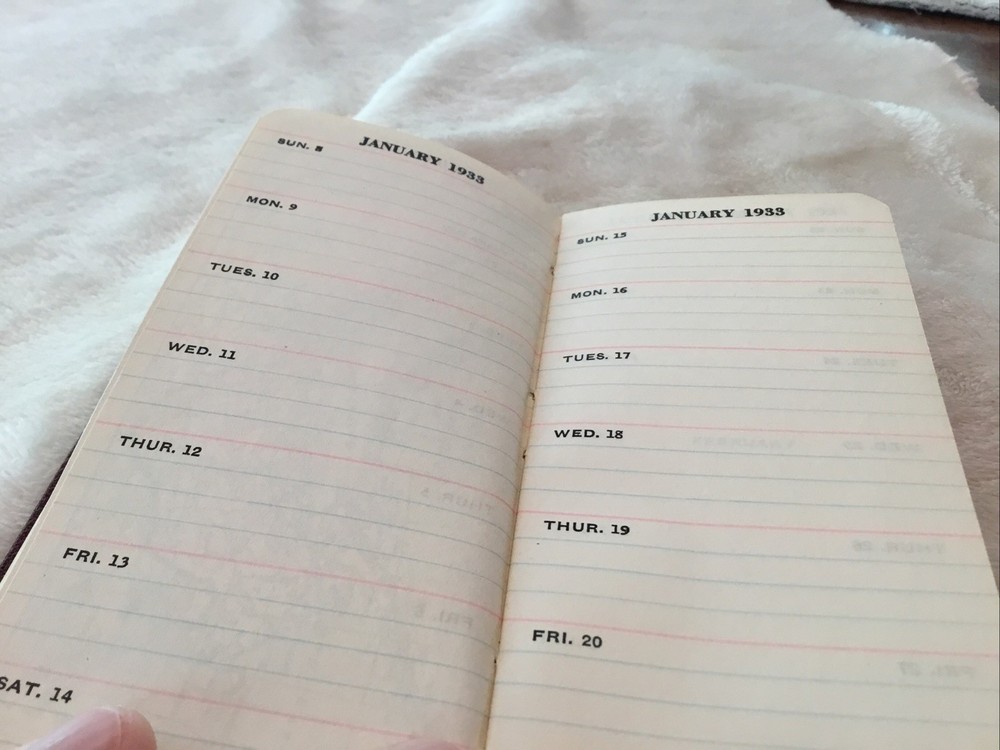 JANUARY 1933
SUN. 8
MON. 9
TUES. 10
WED. 11
THUR. 12
FRI. 13
SAT. 14
JANUARY 1933
SUN. 15
MON. 16
TUES. 17
WED. 18
THUR. 19
FRI. 20